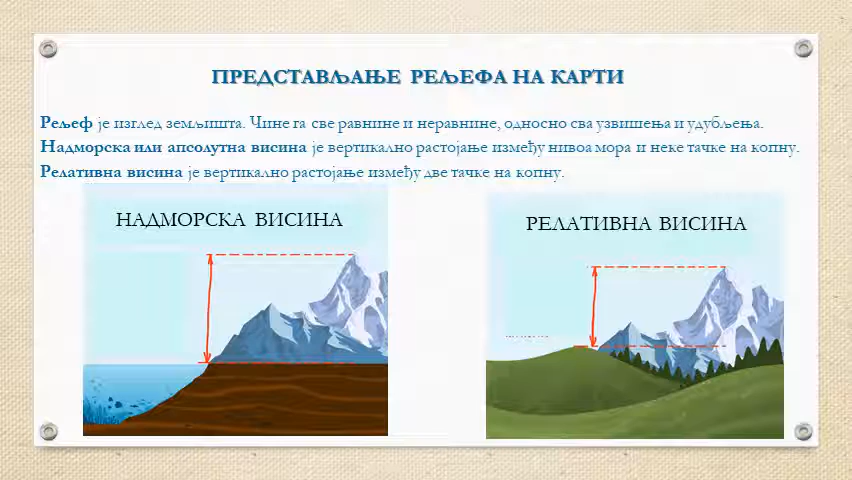 ПРЕДСТАВЉАЊЕ РЕЉЕФА НА КАРТИ
Рељеф је изглед земљишта. Чине га све равнине и неравнине, односно сва узвишења и удубљења.
Надморска или апсолутна висина је вертикално растојање између нивоа мора и неке тачке на копну.
Релативна висина је вертикално растојање између две тачке на копну.
НАДМОРСКА ВИСИНА
РЕЛАТИВНА ВИСИНА